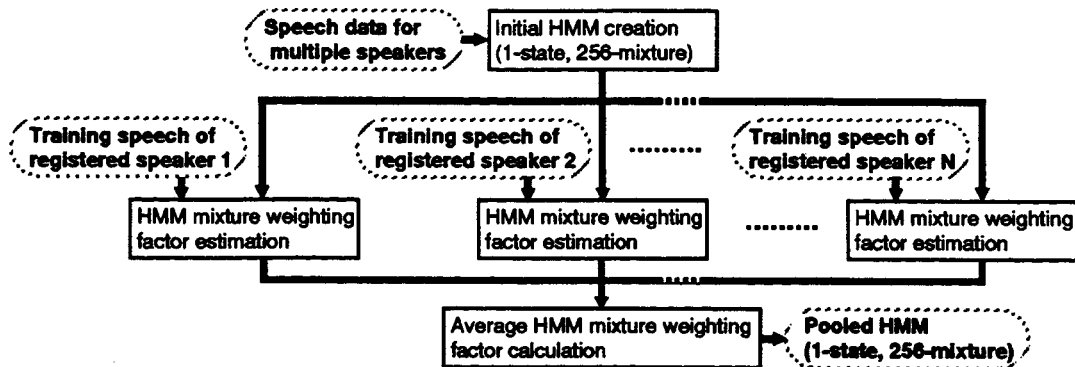 Speech data for
multiple speakers
Initial HMM creation
(1-state, 256-mixture)
Training speech of
registered speaker 1
Training speech of
registered speaker 2
Training speech of
registered speaker N
HMM mixture weighting
factor estimation
HMM mixture weighting
factor estimation
HMM mixture weighting
factor estimation
Average HMM mixture weighting
factor calculation
Pooled HMM
(1-state, 256-mixture)